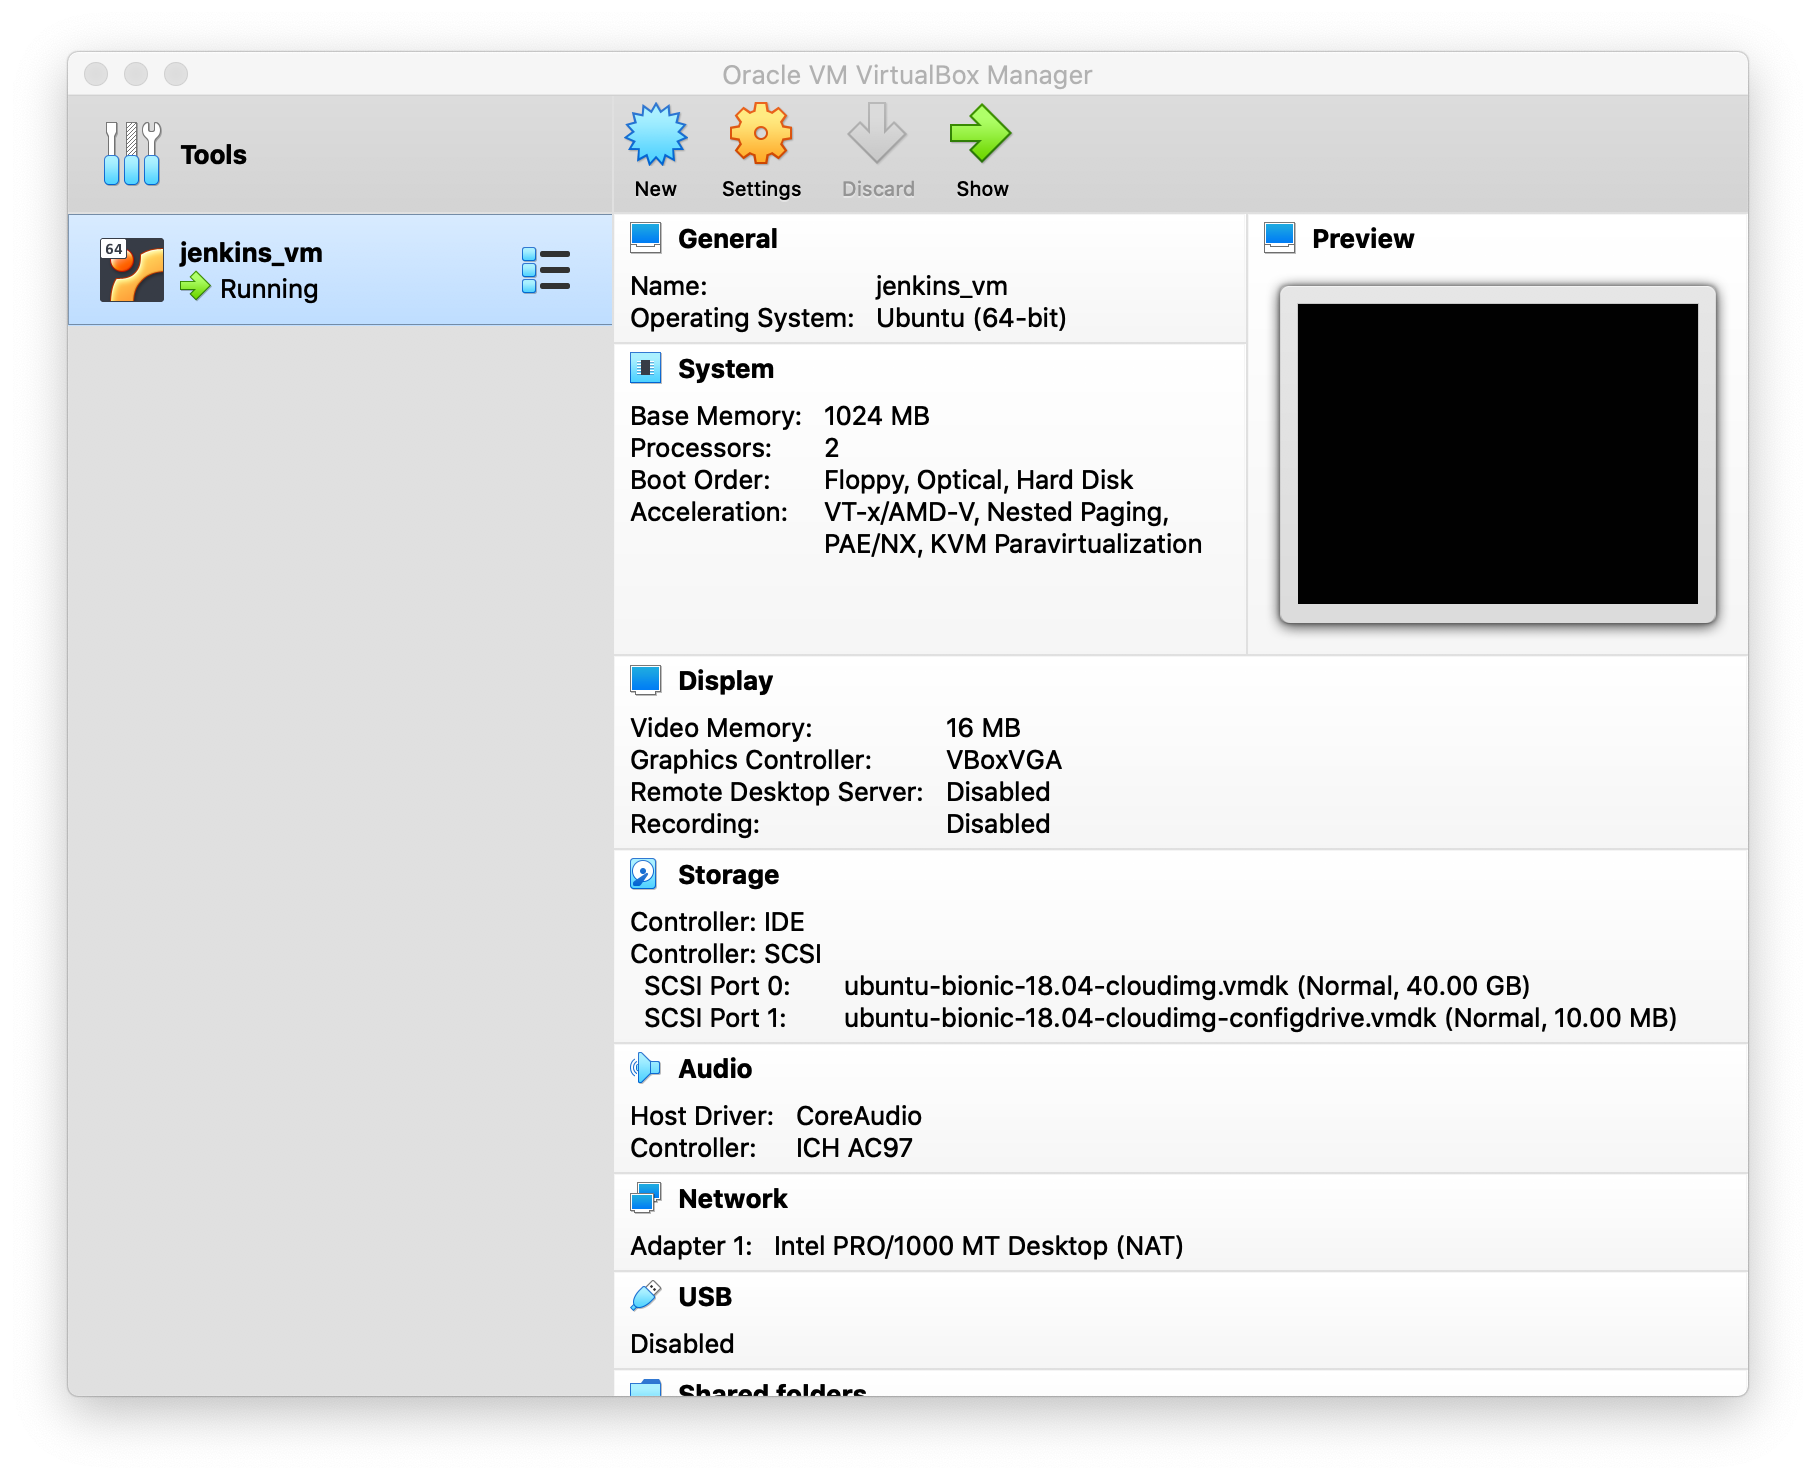 Oracle VM VirtualBox Manager
Tools
New
Settings
Discard
Show
64
jenkins_vm
Running
General
Name: jenkins_vm
Operating System: Ubuntu (64-bit)
Preview
System
Base Memory: 1024 MB
Processors: 2
Boot Order: Floppy, Optical, Hard Disk
Acceleration: VT-x/AMD-V, Nested Paging,
PAE/NX, KVM Paravirtualization
Display
Video Memory: 16 MB
Graphics Controller: VBoxVGA
Remote Desktop Server: Disabled
Recording: Disabled
Storage
Controller: IDE
Controller: SCSI
SCSI Port 0: ubuntu-bionic-18.04-cloudimg.vmdk (Normal, 40.00 GB)
SCSI Port 1: ubuntu-bionic-18.04-cloudimg-configdrive.vmdk (Normal, 10.00 MB)
Audio
Host Driver: CoreAudio
Controller: ICH AC97
Network
Adapter 1: Intel PRO/1000 MT Desktop (NAT)
USB
Disabled
Shared folders